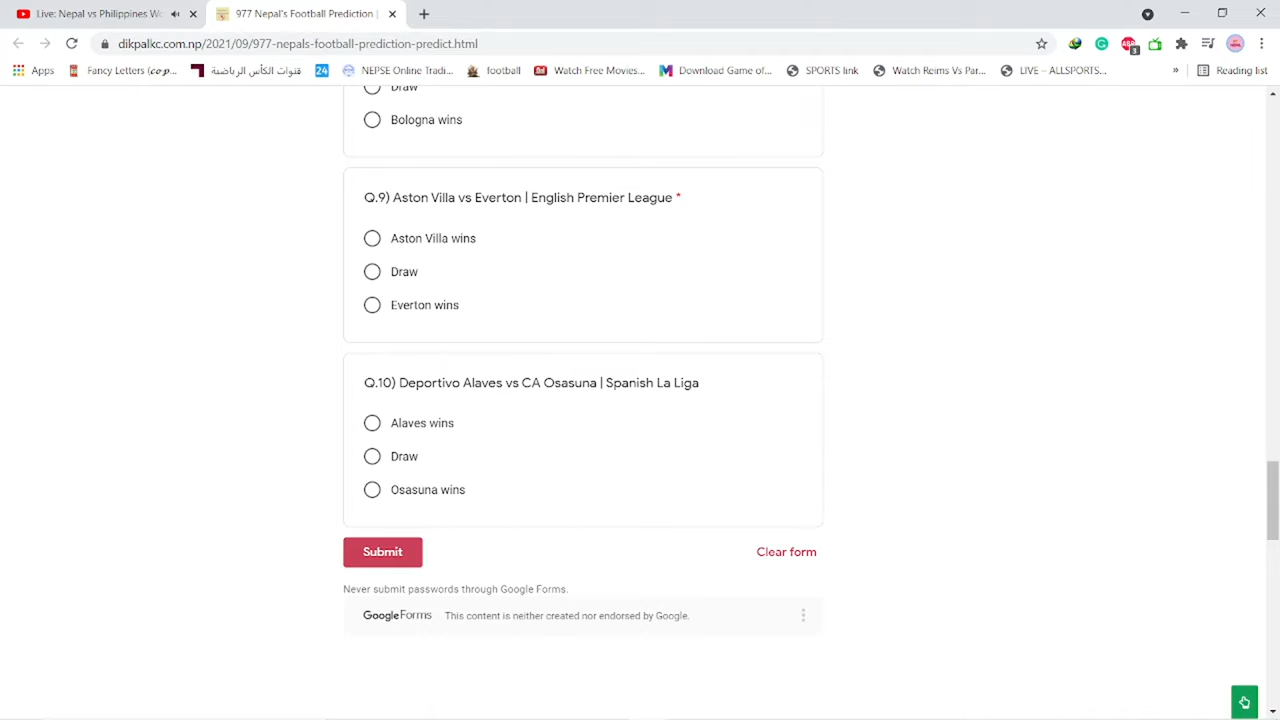 Live: Nepal vs Philippines Wo
977 Nepal's Football Prediction |
dikpalkc.com.np/2021/09/977-nepals-football-prediction-predict.html
Apps
Fancy Letters (𝓬𝓸𝓹...
قنوات الكأس الرياضية
24
NEPSE Online Tradi...
football
Watch Free Movies...
Download Game of...
SPORTS link
Watch Reims Vs Par...
LIVE – ALLSPORTS...
»
Reading list
Draw
Bologna wins
Q.9) Aston Villa vs Everton | English Premier League *
Aston Villa wins
Draw
Everton wins
Q.10) Deportivo Alaves vs CA Osasuna | Spanish La Liga
Alaves wins
Draw
Osasuna wins
Submit
Clear form
Never submit passwords through Google Forms.
Google Forms
This content is neither created nor endorsed by Google.